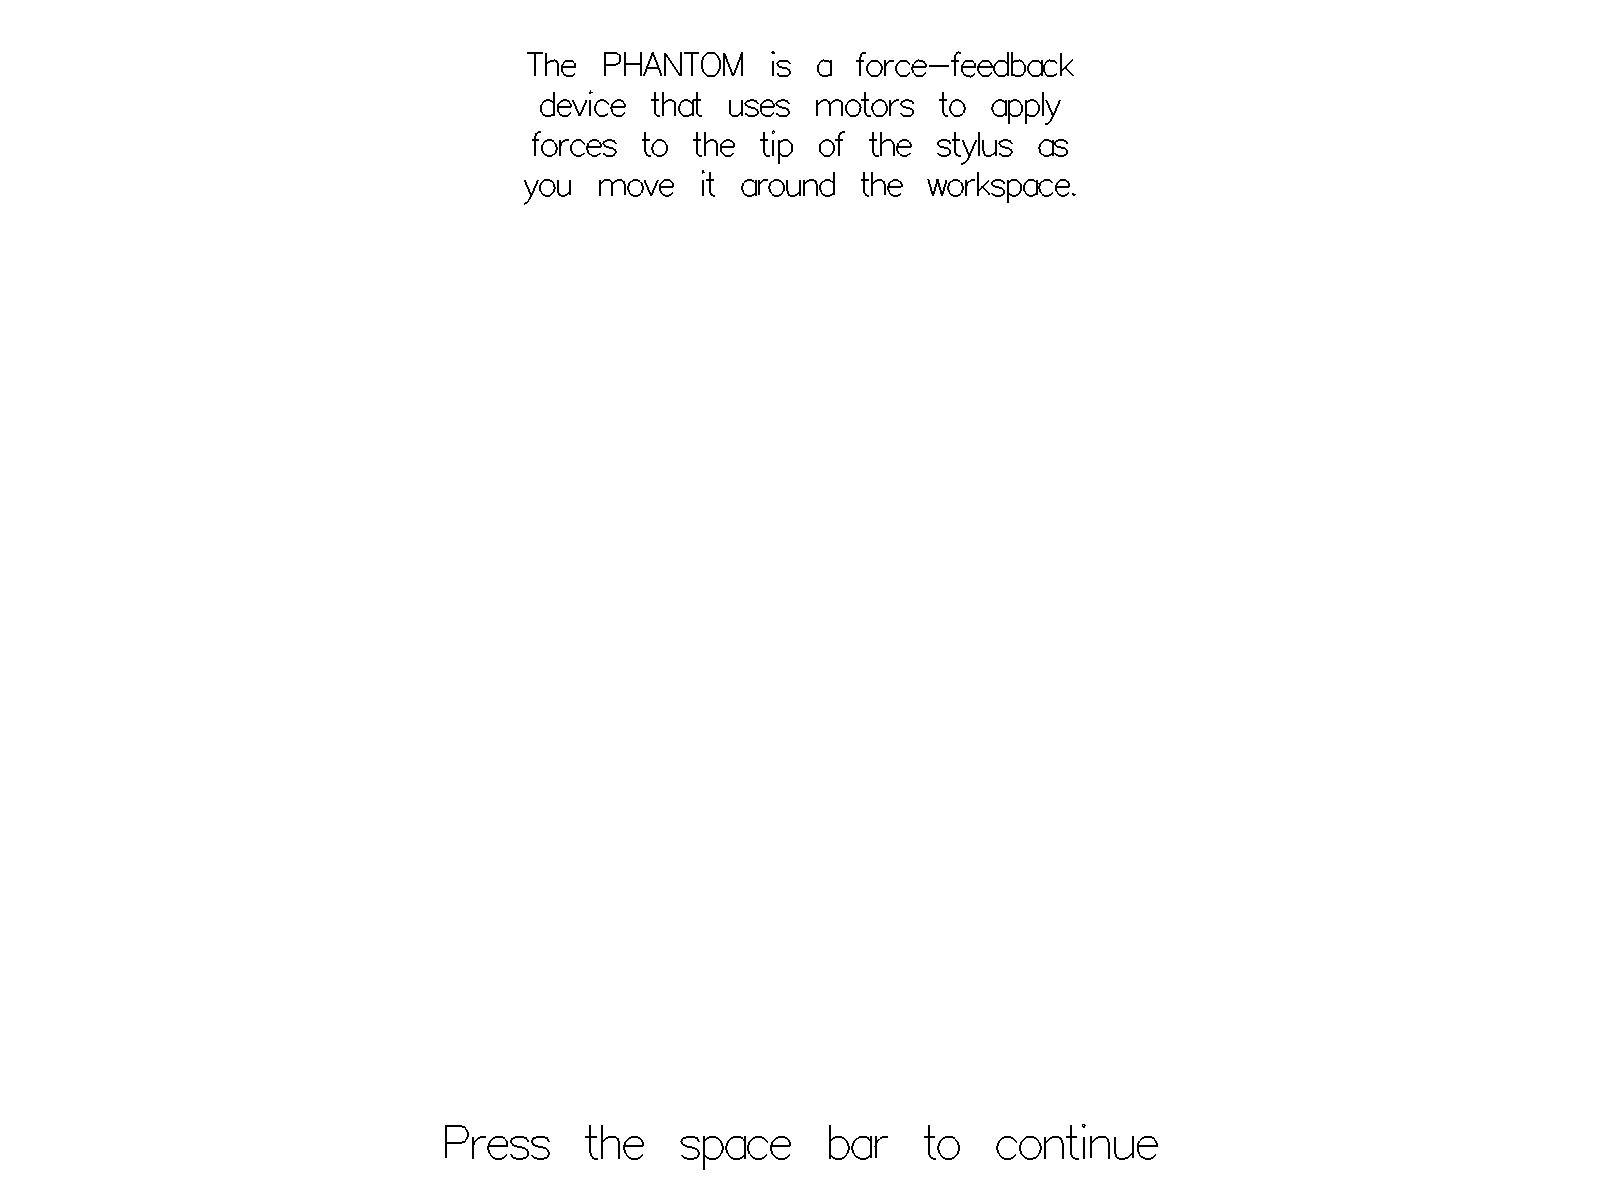 The PHANTOM is a force-feedback
device that uses motors to apply
forces to the tip of the stylus as
you move it around the workspace.
Press the space bar to continue